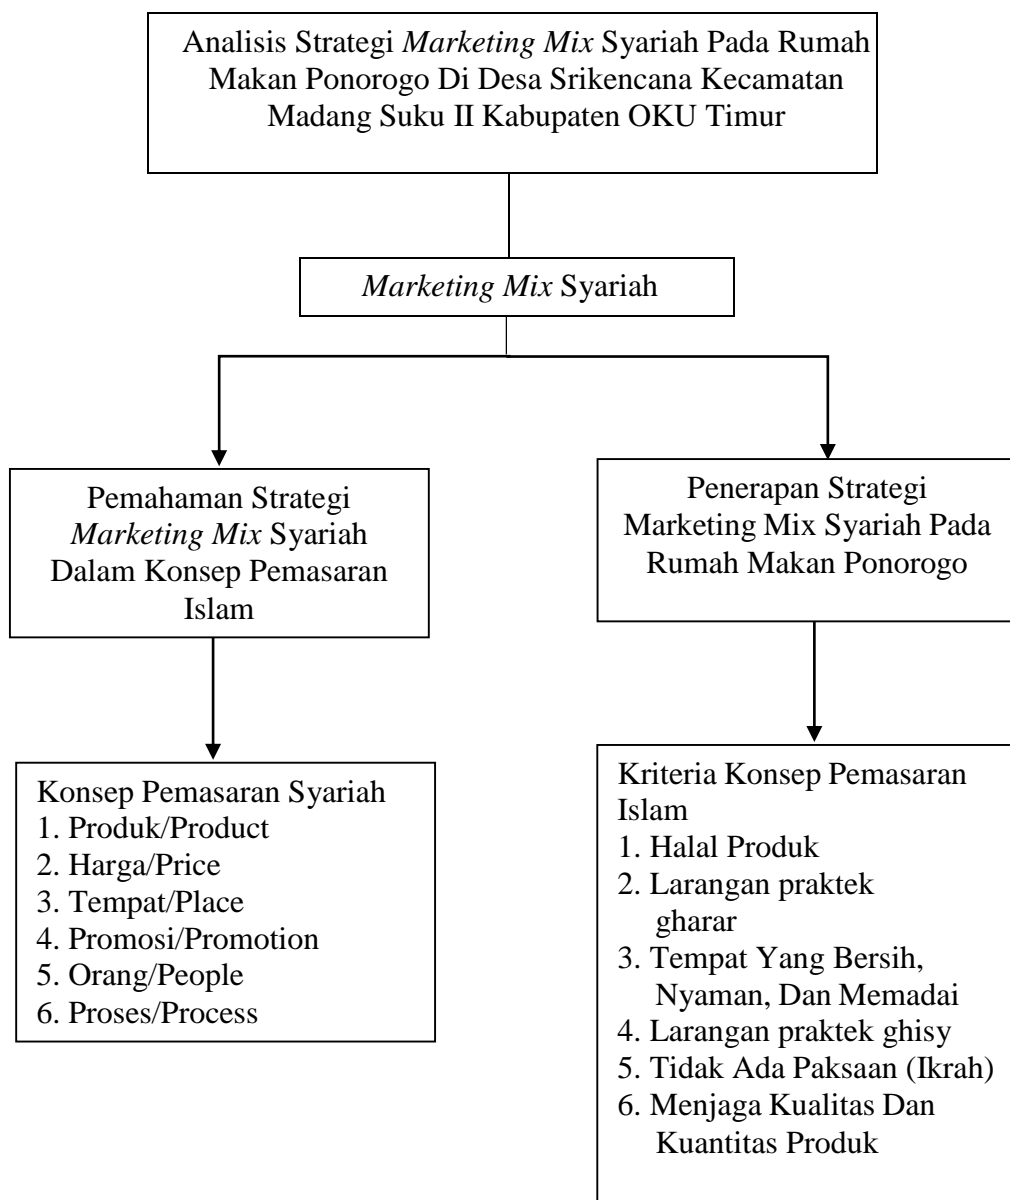 Analisis Strategi Marketing Mix Syariah Pada Rumah
Makan Ponorogo Di Desa Srikencana Kecamatan
Madang Suku II Kabupaten OKU Timur
Marketing Mix Syariah
Pemahaman Strategi
Marketing Mix Syariah
Dalam Konsep Pemasaran
Islam
Penerapan Strategi
Marketing Mix Syariah Pada
Rumah Makan Ponorogo
Konsep Pemasaran Syariah
1. Produk/Product
2. Harga/Price
3. Tempat/Place
4. Promosi/Promotion
5. Orang/People
6. Proses/Process
Kriteria Konsep Pemasaran
Islam
1. Halal Produk
2. Larangan praktek
gharar
3. Tempat Yang Bersih,
Nyaman, Dan Memadai
4. Larangan praktek ghisy
5. Tidak Ada Paksaan (Ikrah)
6. Menjaga Kualitas Dan
Kuantitas Produk